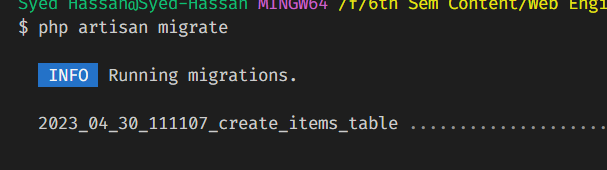 Syed Hassan@Syed-Hassan MINGW64 /f/6th Sem Content/Web Engi
$ php artisan migrate
INFO Running migrations.
2023_04_30_111107_create_items_table ....................